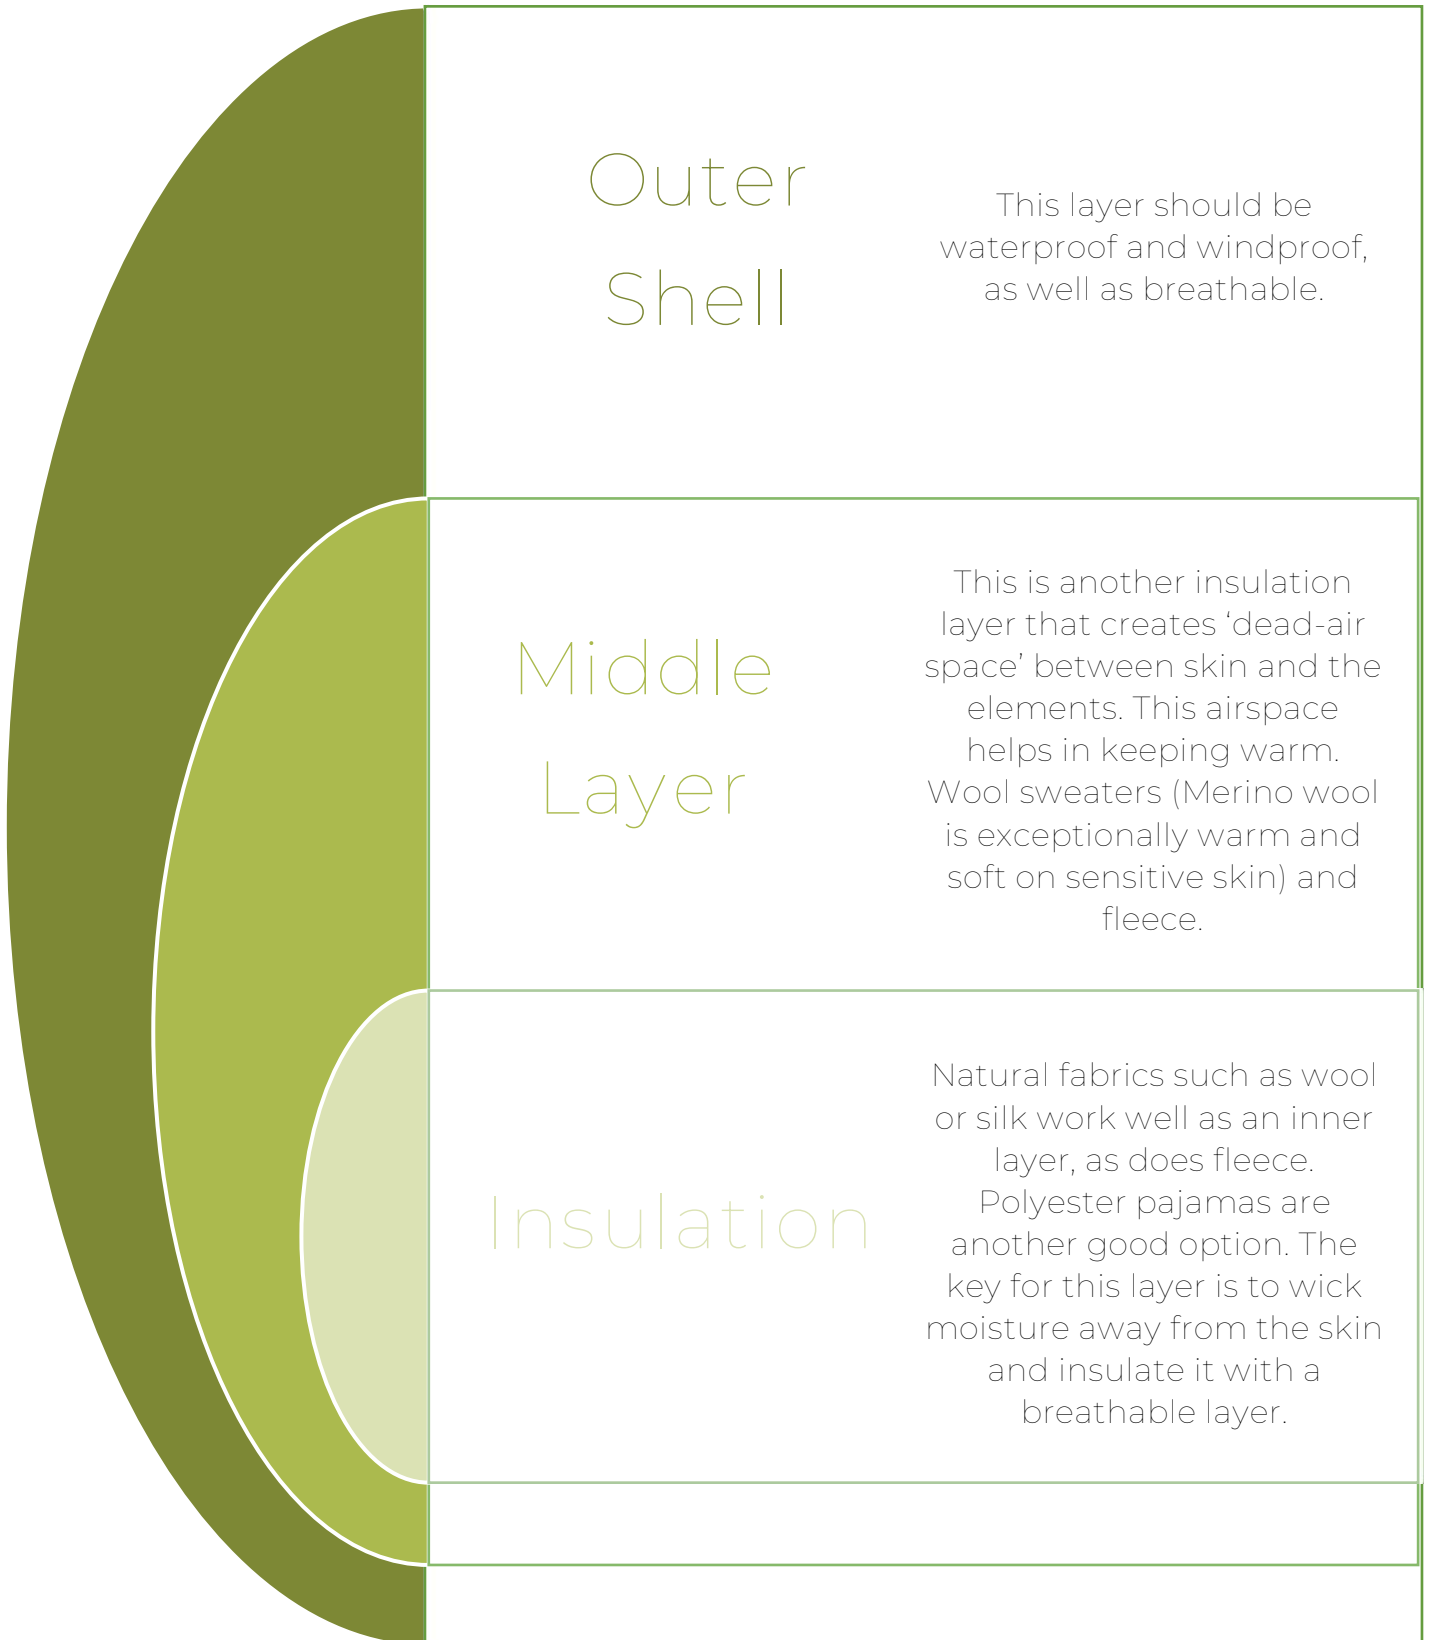 Outer
Shell
This layer should be
waterproof and windproof,
as well as breathable.
Middle
Layer
This is another insulation
layer that creates ‘dead-air
space’ between skin and the
elements. This airspace
helps in keeping warm.
Wool sweaters (Merino wool
is exceptionally warm and
soft on sensitive skin) and
fleece.
Insulation
Natural fabrics such as wool
or silk work well as an inner
layer, as does fleece.
Polyester pajamas are
another good option. The
key for this layer is to wick
moisture away from the skin
and insulate it with a
breathable layer.